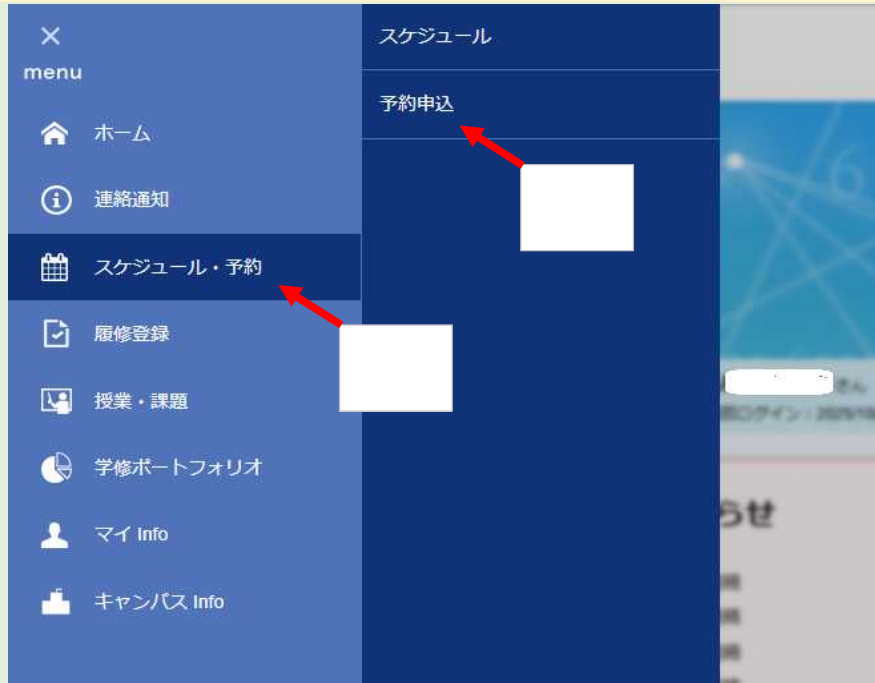 menu
ホーム
連絡通知
スケジュール・予約
履修登録
授業・課題
学修ポートフォリオ
マイ Info
キャンパス Info
スケジュール
予約申込
さん
らせ